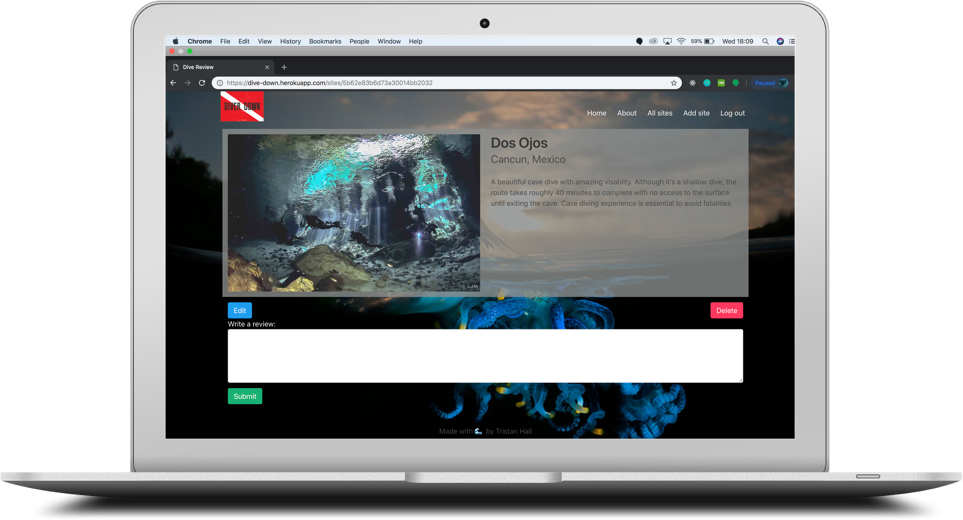 Chrome File Edit View History Bookmarks People Window Help 59% Wed 18:09
Dive Review
https://dive-down.herokuapp.com/sites/5b62e83b6d73a30014bb2032
Paused
DIVER DOWN
Home About All sites Add site Log out
Dos Ojos
Cancun, Mexico
A beautiful cave dive with amazing visablity. Although it's a shallow dive, the
route takes roughly 40 minutes to complete with no access to the surface
until exiting the cave. Cave diving experience is essential to avoid fatalities.
Edit Delete
Write a review:
Submit
Made with 🌊 by Tristan Hall